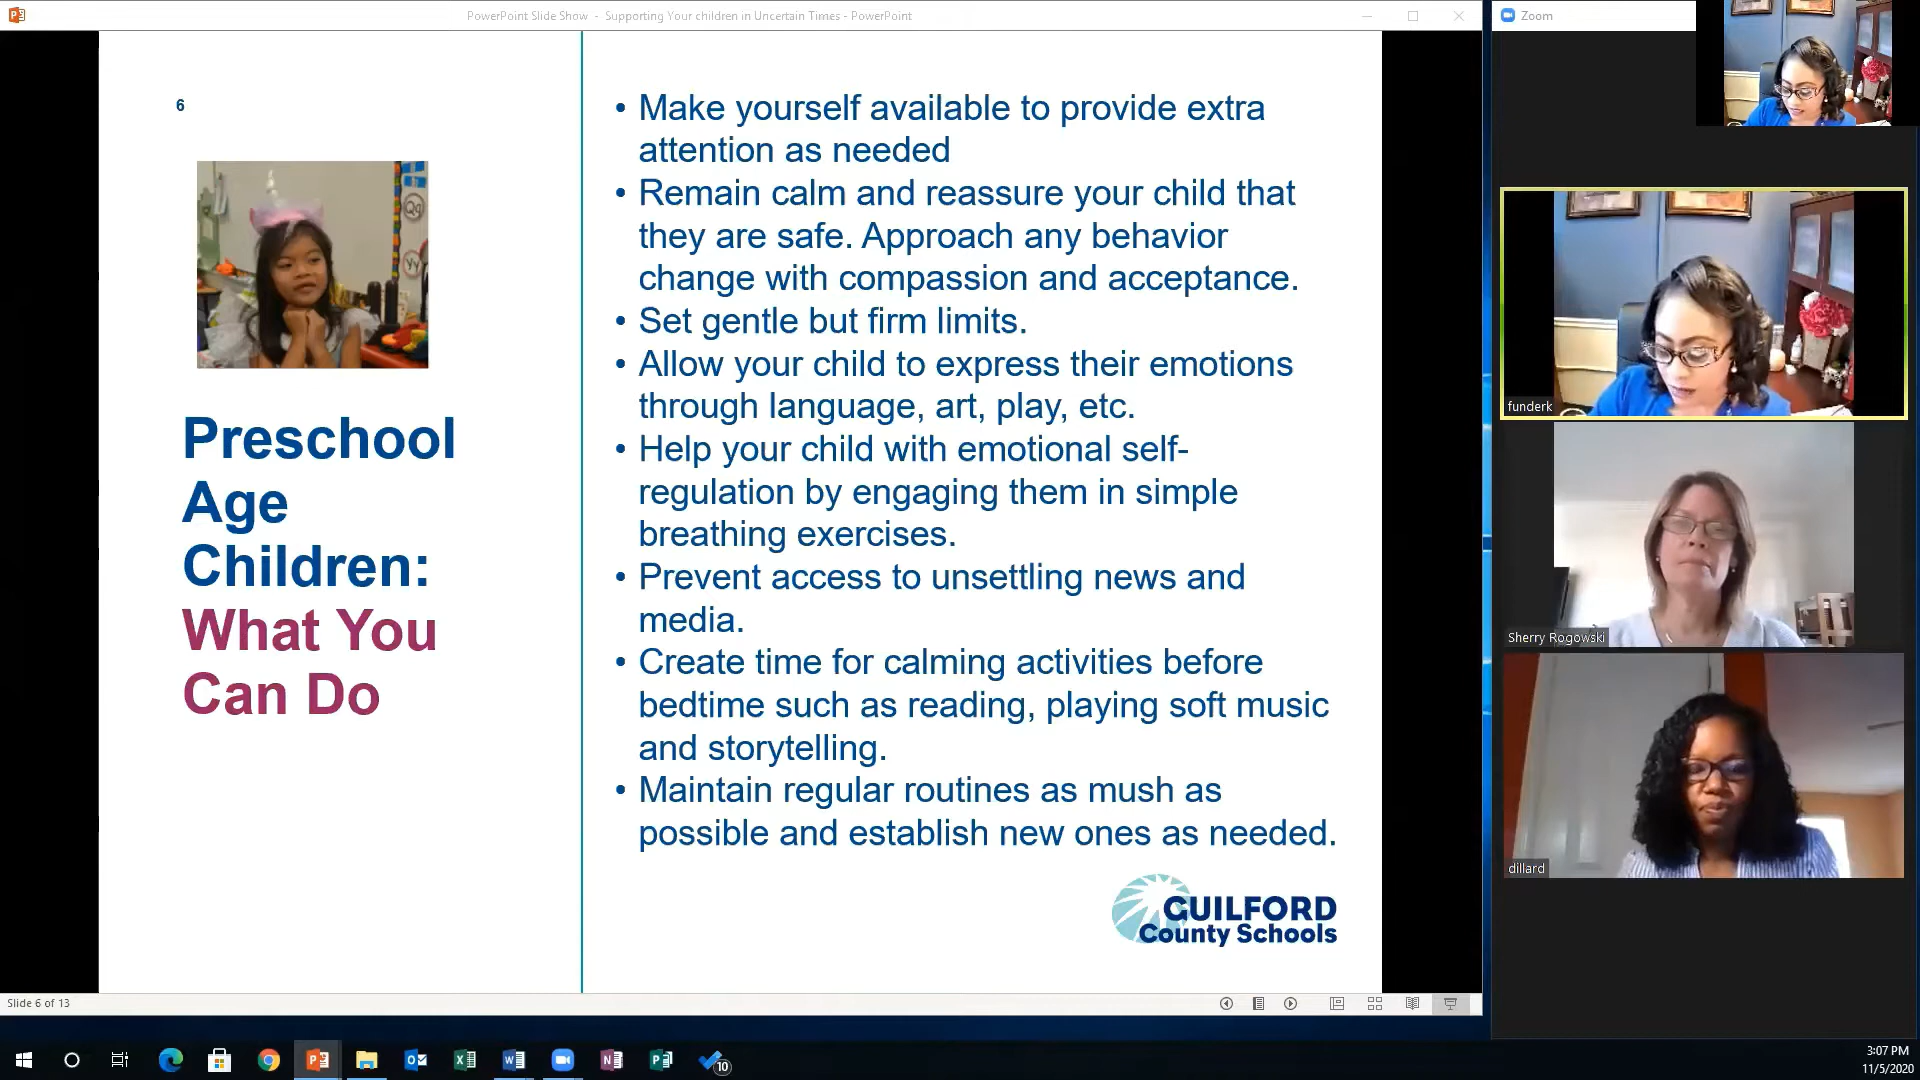 PowerPoint Slide Show - Supporting Your children in Uncertain Times - PowerPoint
Zoom
6
Preschool
Age
Children:
What You
Can Do
• Make yourself available to provide extra
attention as needed
• Remain calm and reassure your child that
they are safe. Approach any behavior
change with compassion and acceptance.
• Set gentle but firm limits.
• Allow your child to express their emotions
through language, art, play, etc.
• Help your child with emotional self-
regulation by engaging them in simple
breathing exercises.
• Prevent access to unsettling news and
media.
• Create time for calming activities before
bedtime such as reading, playing soft music
and storytelling.
• Maintain regular routines as mush as
possible and establish new ones as needed.
GUILFORD
County Schools
Qq
Yy
funderk
Sherry Rogowski
dillard
Slide 6 of 13
10
3:07 PM
11/5/2020